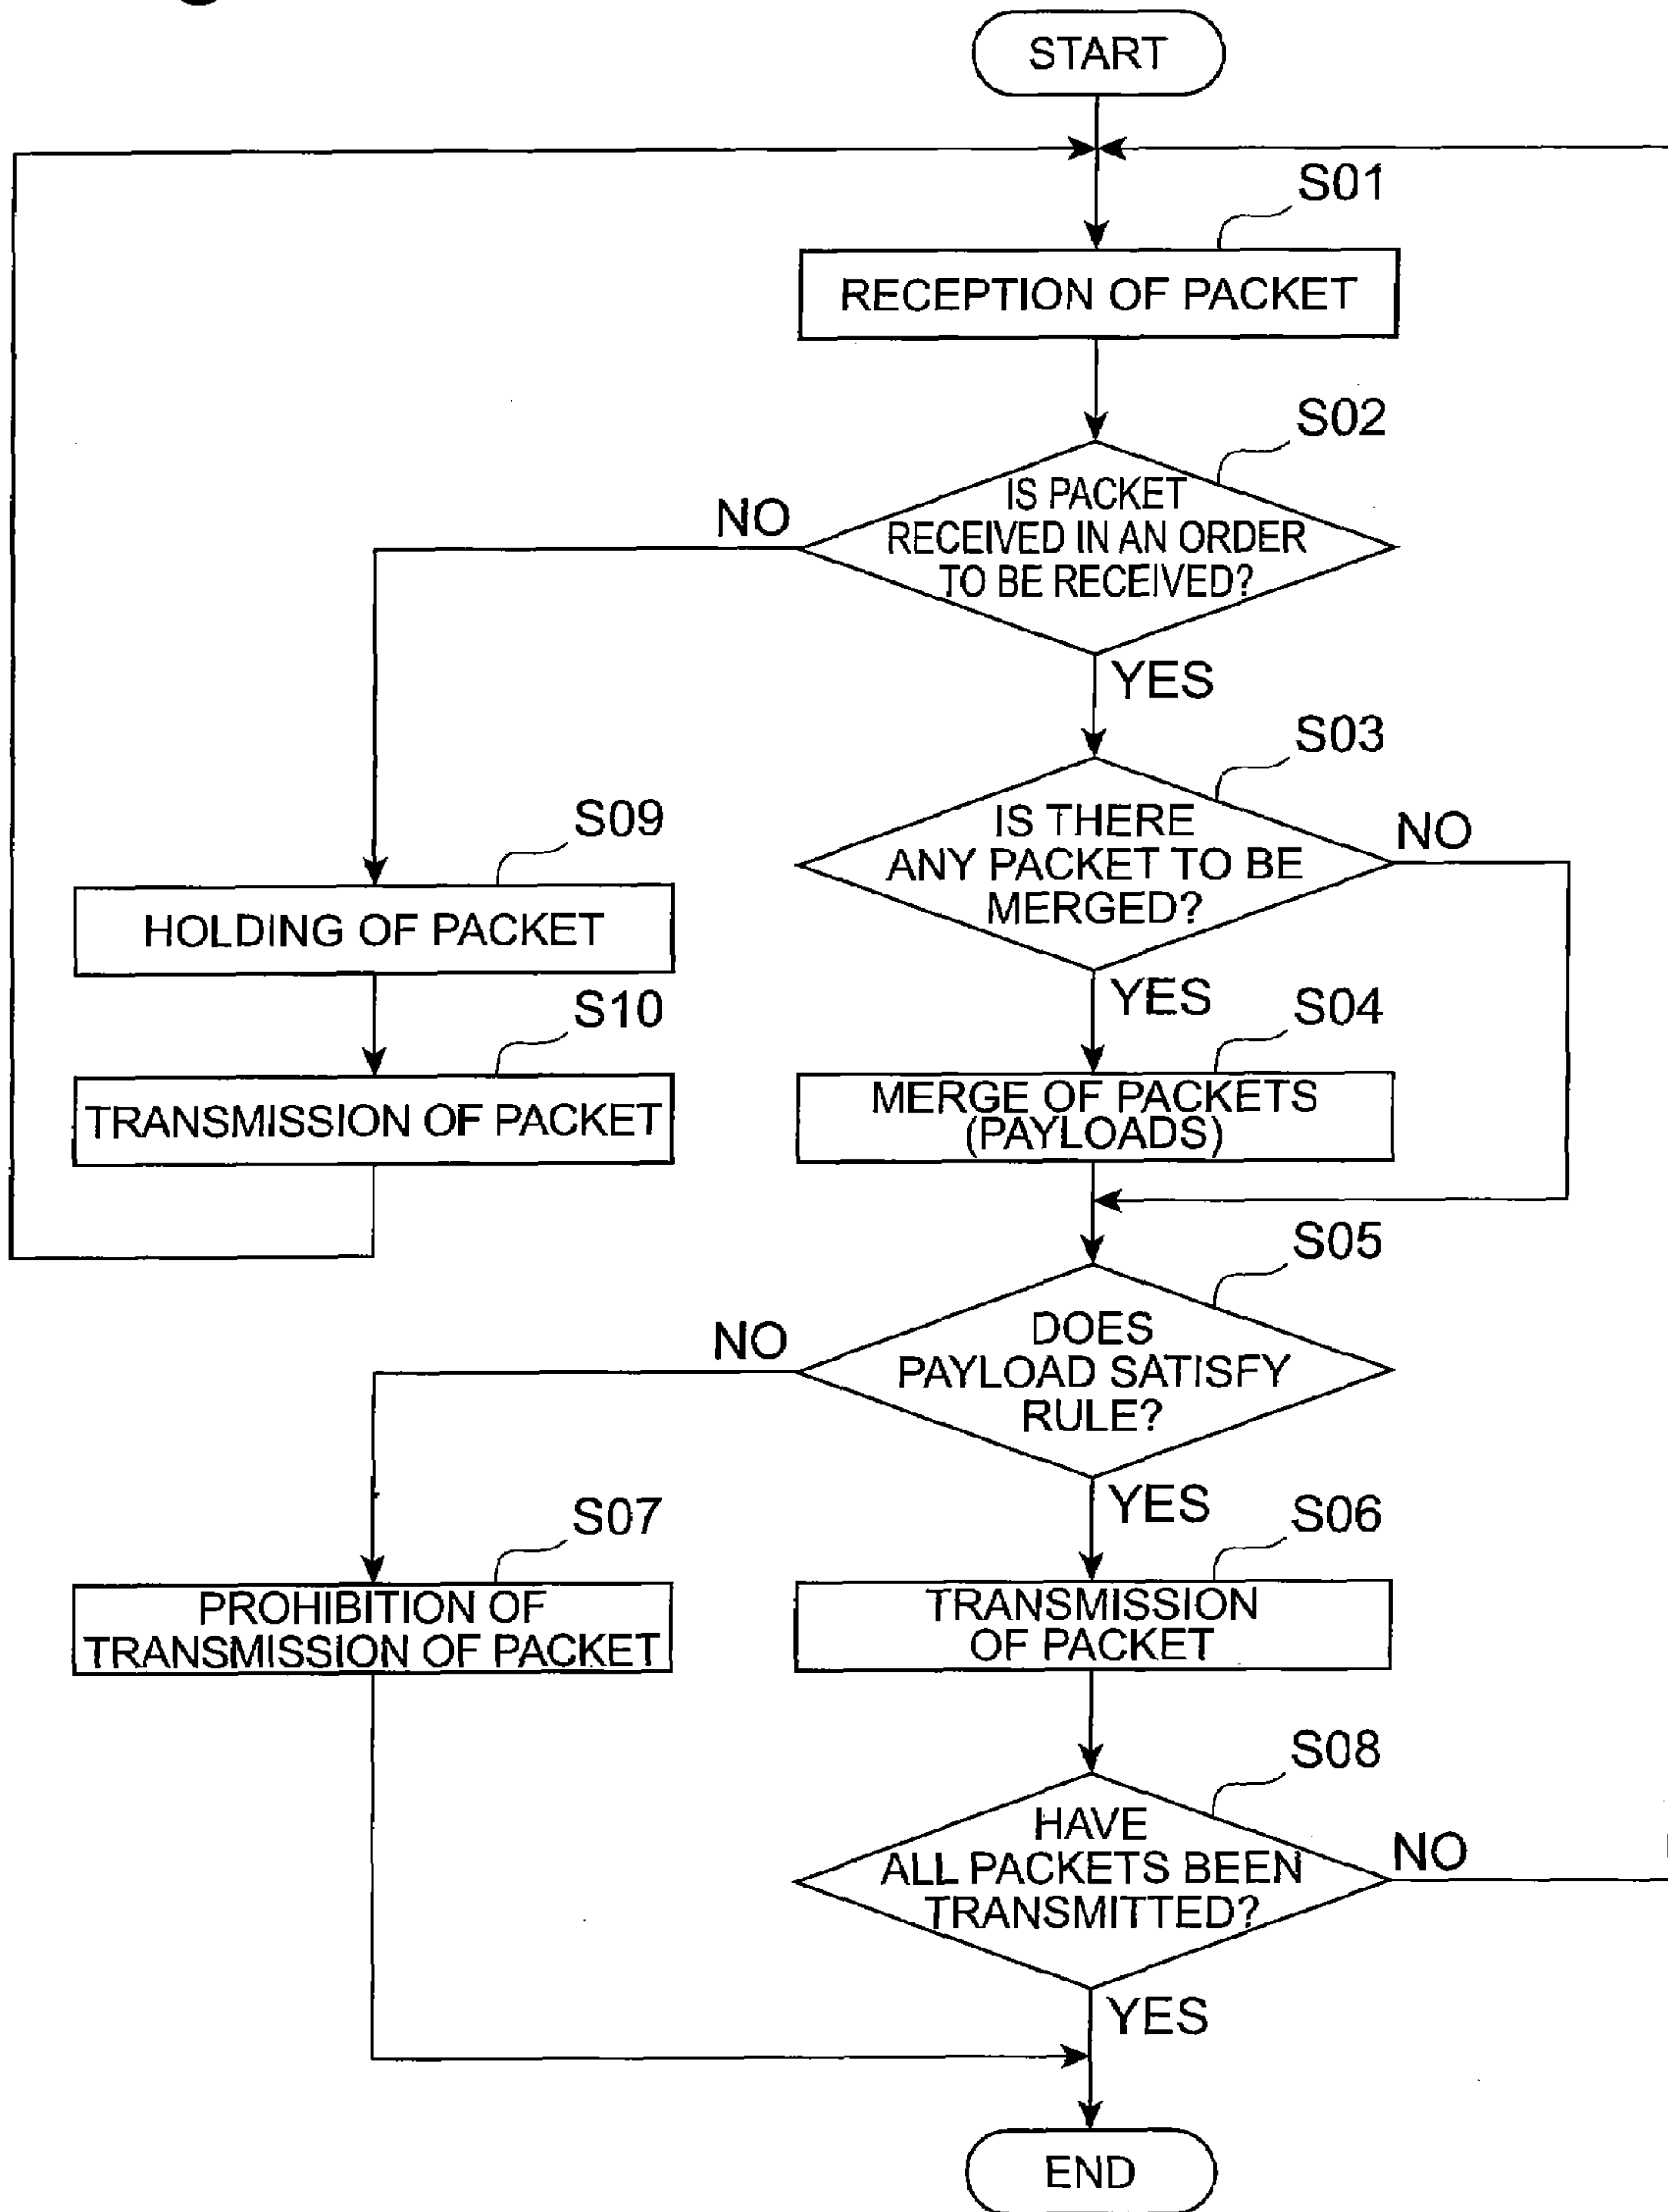 START
S01
RECEPTION OF PACKET
S02
IS PACKET
RECEIVED IN AN ORDER
TO BE RECEIVED?
NO
YES
S03
IS THERE
ANY PACKET TO BE
MERGED?
NO
S09
HOLDING OF PACKET
YES
S04
S10
MERGE OF PACKETS
(PAYLOADS)
TRANSMISSION OF PACKET
S05
DOES
PAYLOAD SATISFY
RULE?
NO
YES
S06
S07
PROHIBITION OF
TRANSMISSION OF PACKET
TRANSMISSION
OF PACKET
S08
HAVE
ALL PACKETS BEEN
TRANSMITTED?
NO
YES
END